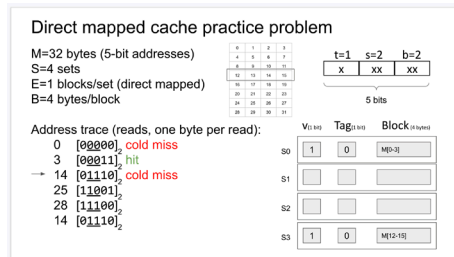 Direct mapped cache practice problem
M=32 bytes (5-bit addresses)
S=4 sets
E=1 blocks/set (direct mapped)
B=4 bytes/block
0 1 2 3
4 5 6 7
8 9 10 11
12 13 14 15
16 17 18 19
20 21 22 23
24 25 26 27
28 29 30 31
t=1 s=2 b=2
x xx xx
5 bits
Address trace (reads, one byte per read):
0 [00000]2 cold miss
3 [00011]2 hit
→ 14 [01110]2 cold miss
25 [11001]2
28 [11100]2
14 [01110]2
V(1 bit) Tag(1 bit) Block (4 bytes)
S0 1 0 M[0-3]
S1
S2
S3 1 0 M[12-15]